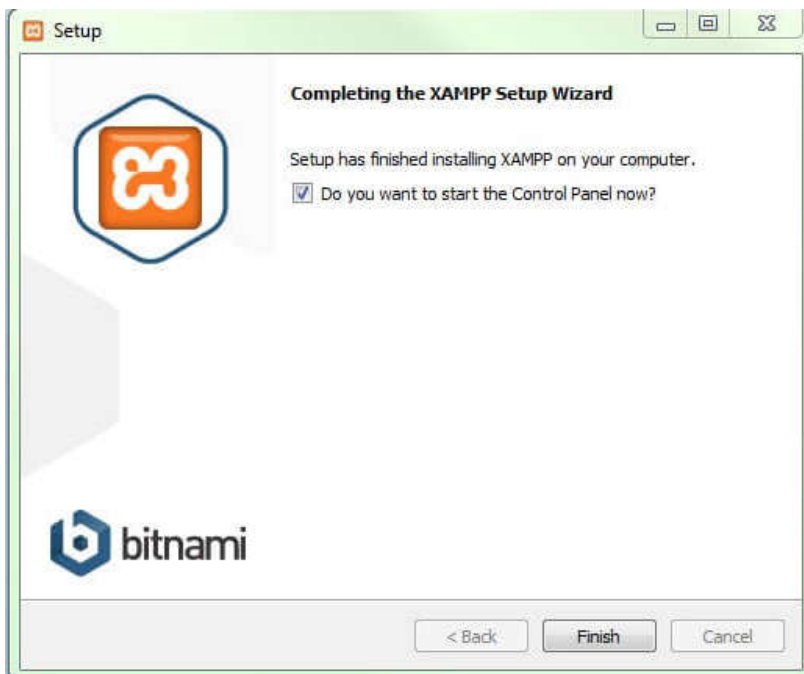 Setup
Completing the XAMPP Setup Wizard
Setup has finished installing XAMPP on your computer.
Do you want to start the Control Panel now?
bitnami
< Back
Finish
Cancel